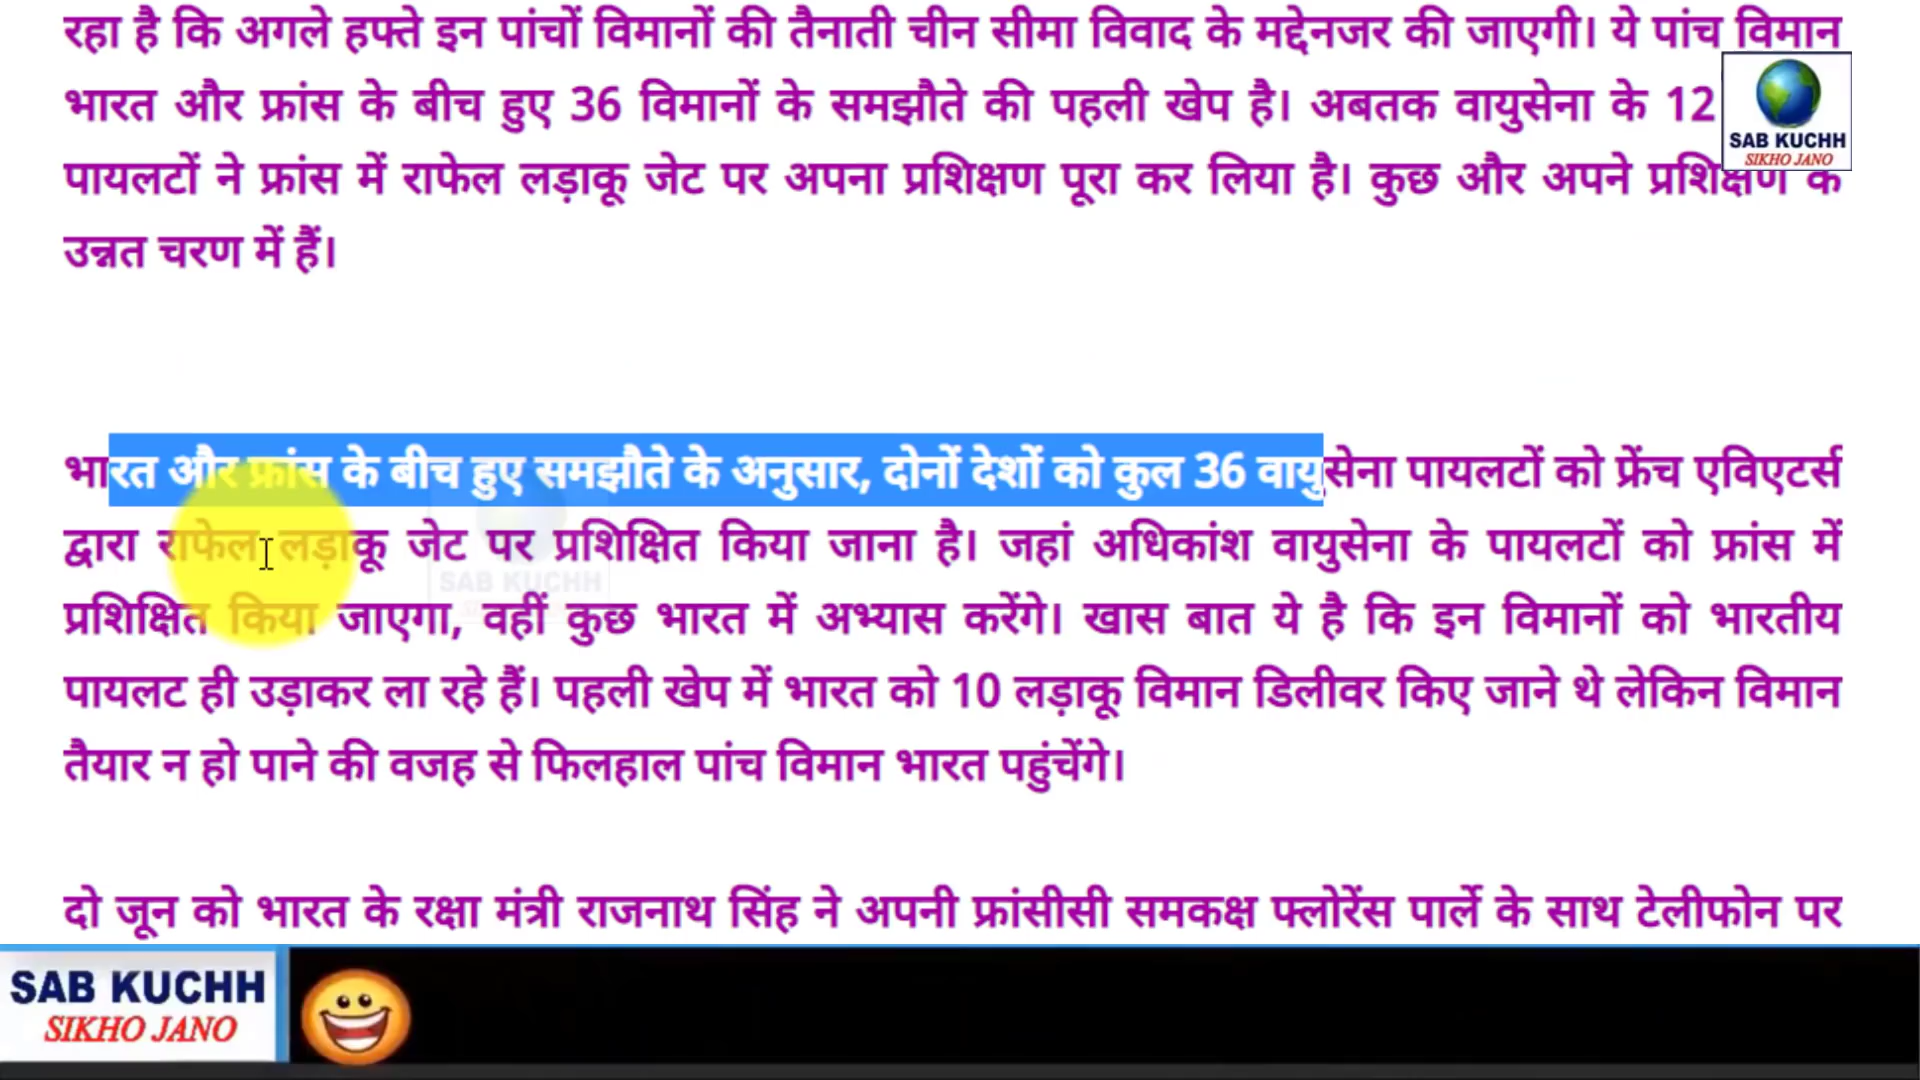 रहा है कि अगले हफ्ते इन पांचों विमानों की तैनाती चीन सीमा विवाद के मद्देनजर की जाएगी। ये पांच विमान
भारत और फ्रांस के बीच हुए 36 विमानों के समझौते की पहली खेप है। अबतक वायुसेना के 12
SAB KUCHH
SIKHO JANO
पायलटों ने फ्रांस में राफेल लड़ाकू जेट पर अपना प्रशिक्षण पूरा कर लिया है। कुछ और अपने प्रशिक्षण के
उन्नत चरण में हैं।
भारत और फ्रांस के बीच हुए समझौते के अनुसार, दोनों देशों को कुल 36 वायुसेना पायलटों को फ्रेंच एविएटर्स
द्वारा राफेल लड़ाकू जेट पर प्रशिक्षित किया जाना है। जहां अधिकांश वायुसेना के पायलटों को फ्रांस में
SAB KUCHH
प्रशिक्षित किया जाएगा, वहीं कुछ भारत में अभ्यास करेंगे। खास बात ये है कि इन विमानों को भारतीय
पायलट ही उड़ाकर ला रहे हैं। पहली खेप में भारत को 10 लड़ाकू विमान डिलीवर किए जाने थे लेकिन विमान
तैयार न हो पाने की वजह से फिलहाल पांच विमान भारत पहुंचेंगे।
दो जून को भारत के रक्षा मंत्री राजनाथ सिंह ने अपनी फ्रांसीसी समकक्ष फ्लोरेंस पार्ले के साथ टेलीफोन पर
SAB KUCHH
SIKHO JANO